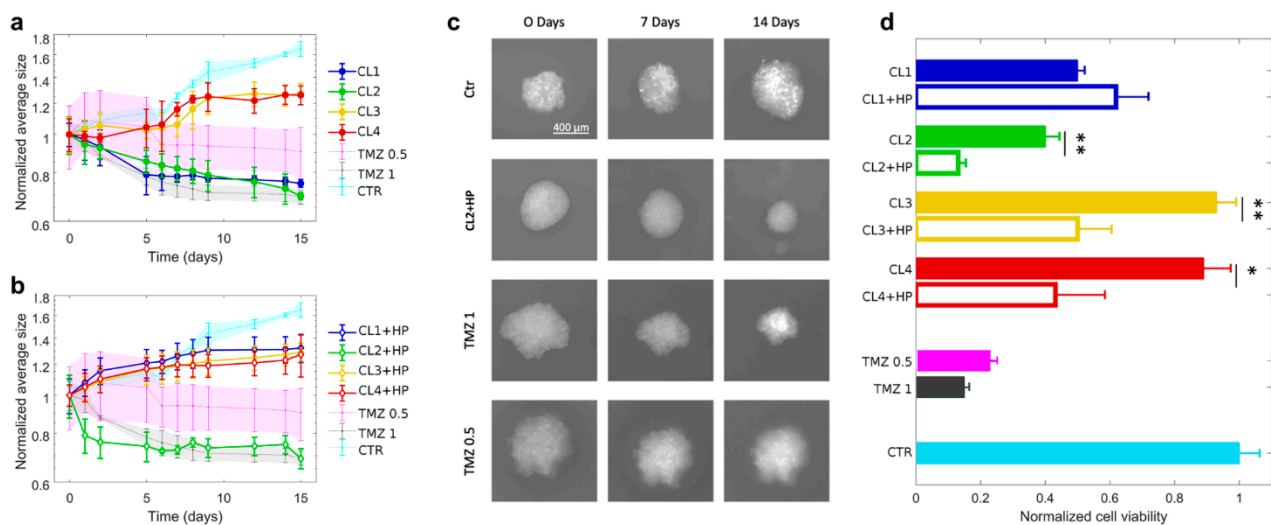 a
Normalized average size
1.8
1.6
1.4
1.2
1
0.8
0.6
0
5
10
15
Time (days)
CL1
CL2
CL3
CL4
TMZ 0.5
TMZ 1
CTR
b
Normalized average size
1.8
1.6
1.4
1.2
1
0.8
0.6
0
5
10
15
Time (days)
CL1+HP
CL2+HP
CL3+HP
CL4+HP
TMZ 0.5
TMZ 1
CTR
c
O Days
7 Days
14 Days
Ctr
400 µm
CL2+HP
TMZ 1
TMZ 0.5
d
CL1
CL1+HP
CL2
CL2+HP
**
CL3
CL3+HP
**
CL4
CL4+HP
*
TMZ 0.5
TMZ 1
CTR
0
0.2
0.4
0.6
0.8
1
Normalized cell viability